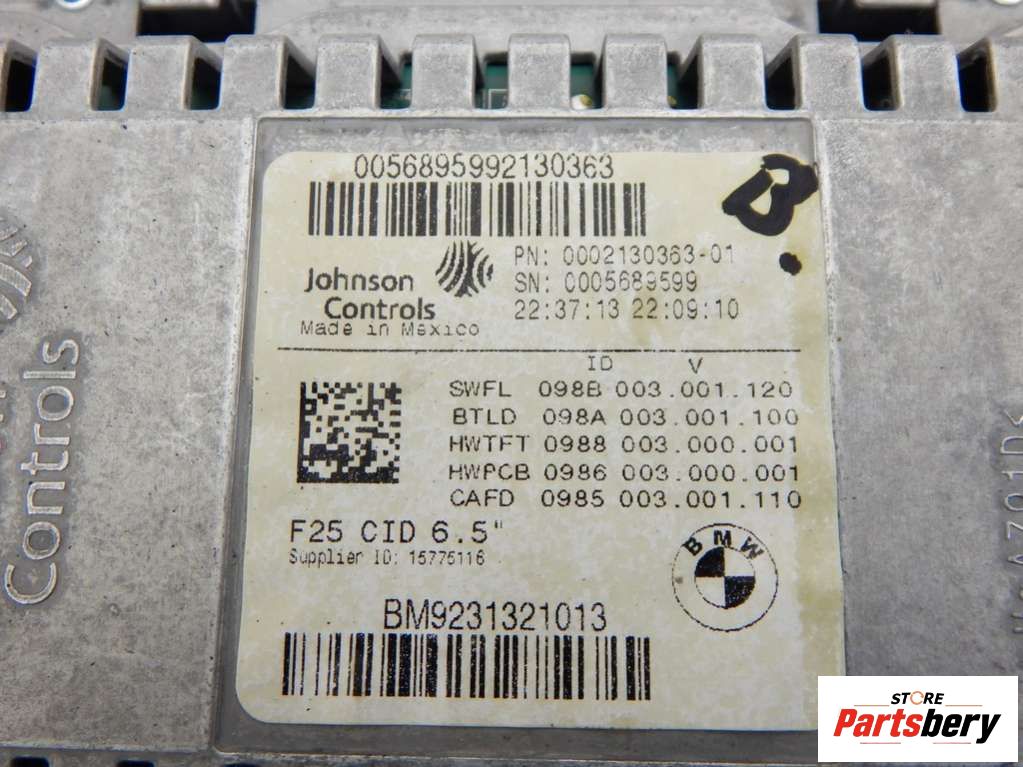 0056895992130363
Johnson
Controls
PN: 0002130363-01
SN: 0005689599
22:37:13 22:09:10
Made in Mexico
ID V
SWFL 098B 003.001.120
BTLD 098A 003.001.100
HWTFT 0988 003.000.001
HWPCB 0986 003.000.001
CAFD 0985 003.001.110
F25 CID 6.5"
Supplier ID: 15775116
BMW
BM9231321013
B.
Controls
STORE
Partsbery